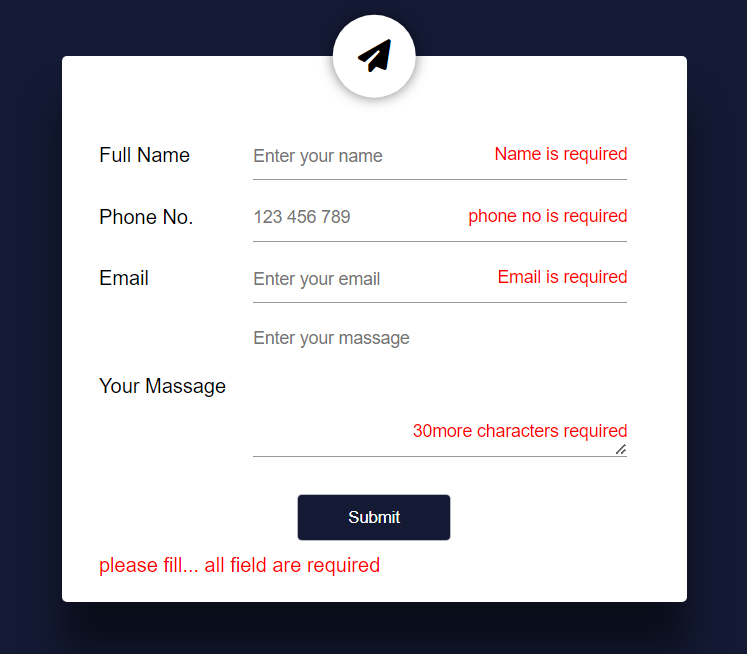 Full Name Enter your name Name is required
Phone No. 123 456 789 phone no is required
Email Enter your email Email is required
Enter your massage
Your Massage
30more characters required
Submit
please fill... all field are required